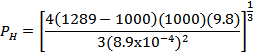 P_H = [4(1289 − 1000)(1000)(9.8) / 3(8.9x10⁻⁴)²]^(1/3)